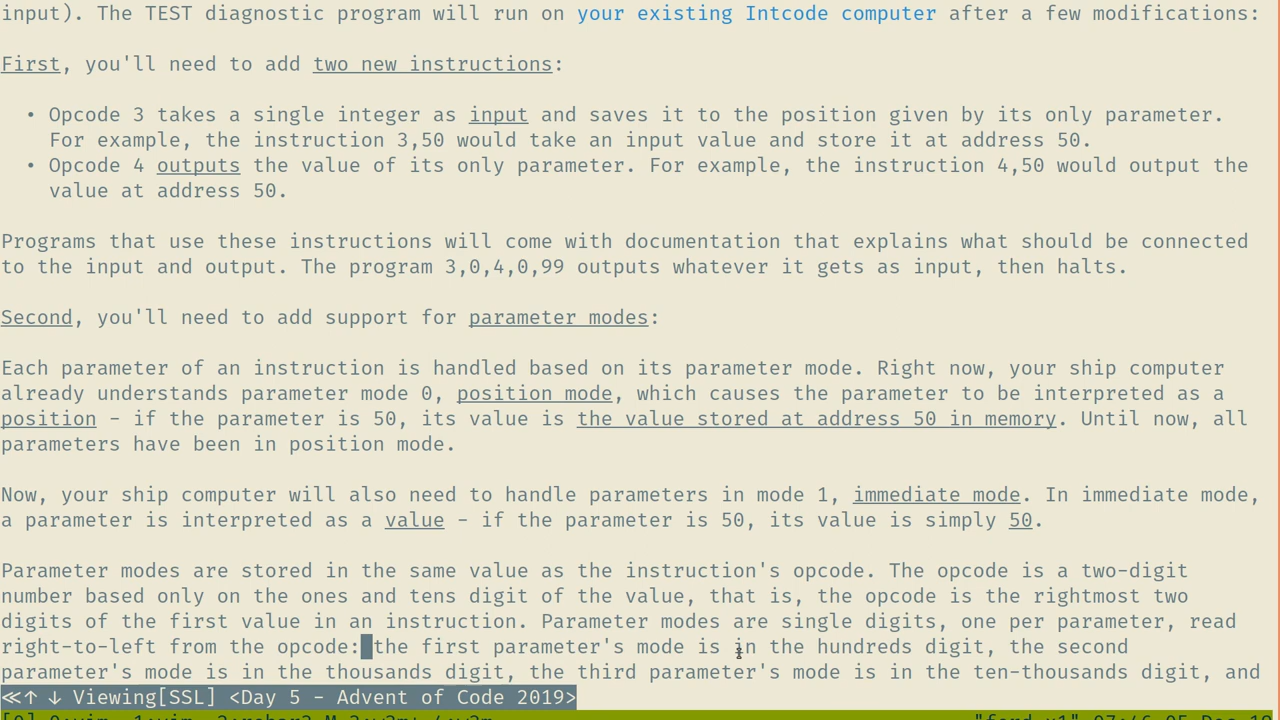 input). The TEST diagnostic program will run on your existing Intcode computer after a few modifications:
First, you'll need to add two new instructions:
• Opcode 3 takes a single integer as input and saves it to the position given by its only parameter.
For example, the instruction 3,50 would take an input value and store it at address 50.
• Opcode 4 outputs the value of its only parameter. For example, the instruction 4,50 would output the
value at address 50.
Programs that use these instructions will come with documentation that explains what should be connected
to the input and output. The program 3,0,4,0,99 outputs whatever it gets as input, then halts.
Second, you'll need to add support for parameter modes:
Each parameter of an instruction is handled based on its parameter mode. Right now, your ship computer
already understands parameter mode 0, position mode, which causes the parameter to be interpreted as a
position - if the parameter is 50, its value is the value stored at address 50 in memory. Until now, all
parameters have been in position mode.
Now, your ship computer will also need to handle parameters in mode 1, immediate mode. In immediate mode,
a parameter is interpreted as a value - if the parameter is 50, its value is simply 50.
Parameter modes are stored in the same value as the instruction's opcode. The opcode is a two-digit
number based only on the ones and tens digit of the value, that is, the opcode is the rightmost two
digits of the first value in an instruction. Parameter modes are single digits, one per parameter, read
right-to-left from the opcode: the first parameter's mode is in the hundreds digit, the second
parameter's mode is in the thousands digit, the third parameter's mode is in the ten-thousands digit, and
≪↑ ↓ Viewing[SSL] <Day 5 - Advent of Code 2019>